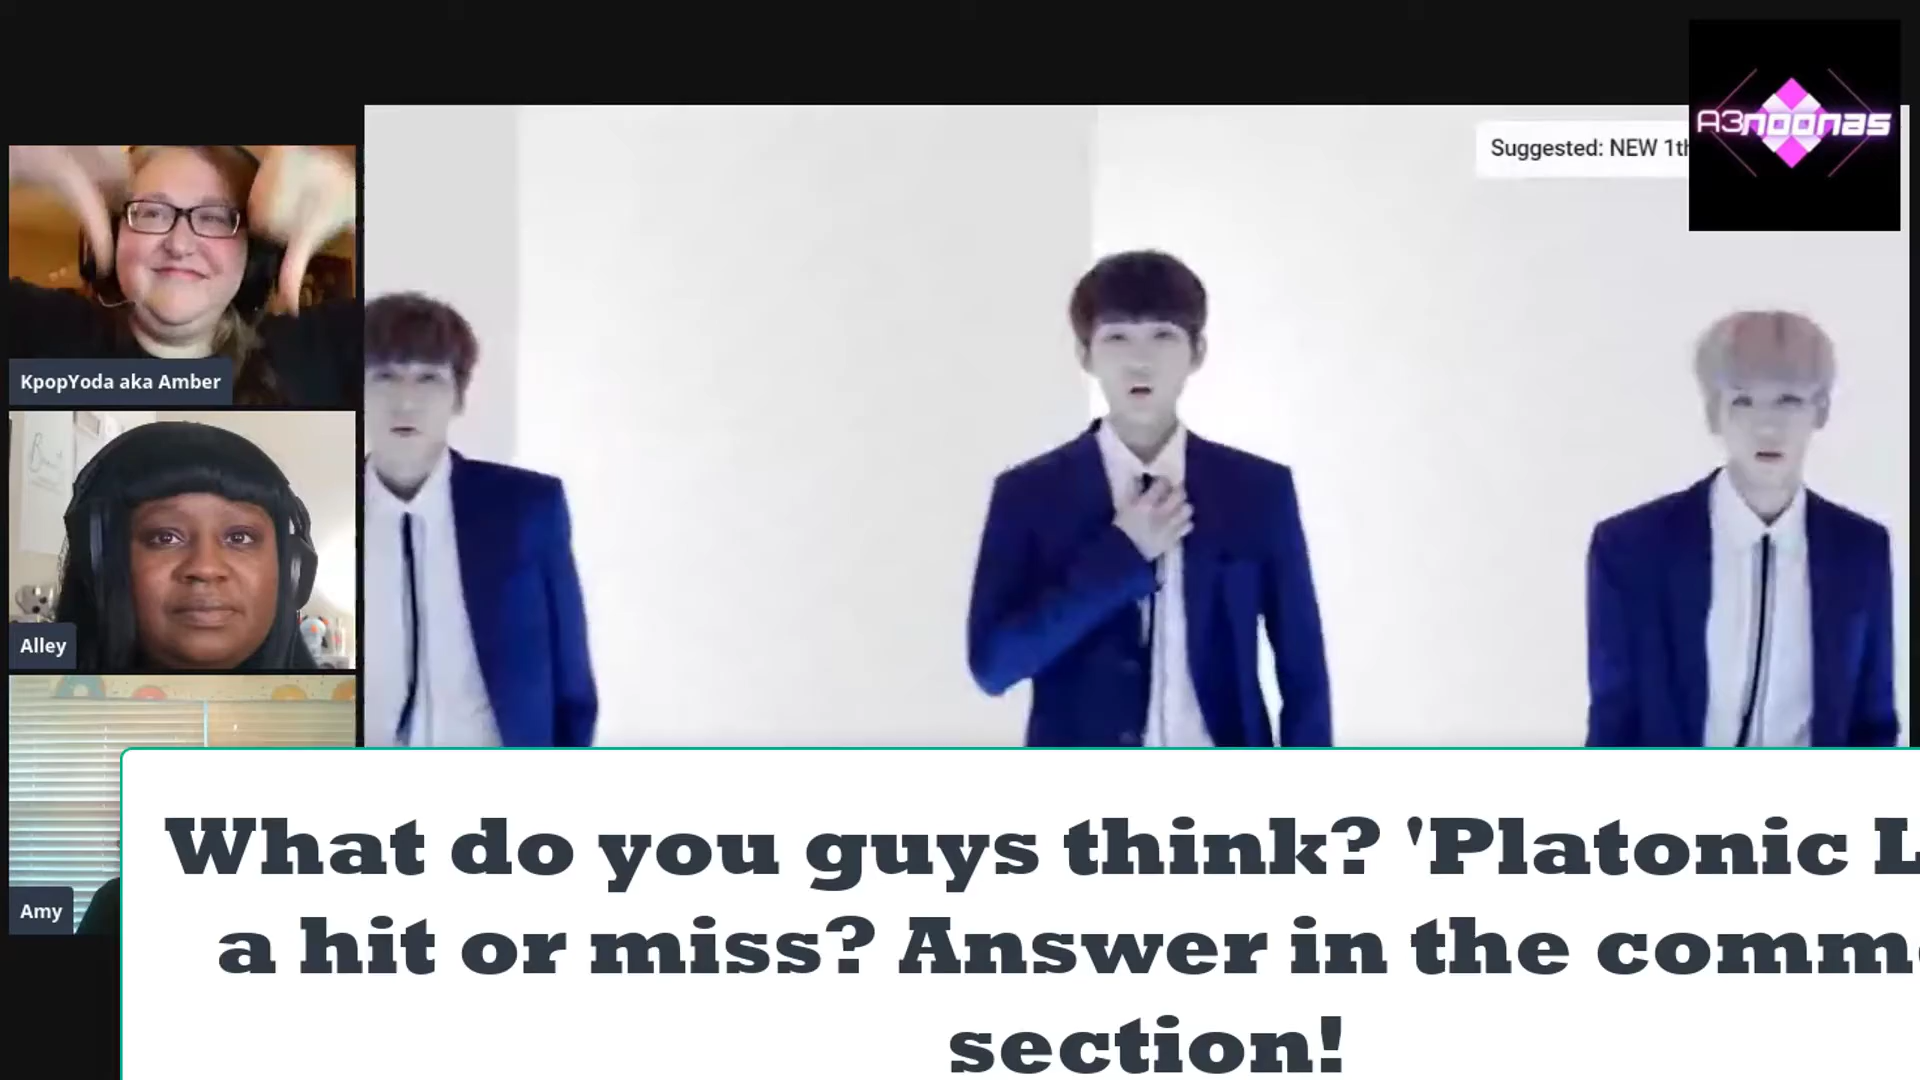 A3noonas
Suggested: NEW 1th
KpopYoda aka Amber
Alley
Amy
What do you guys think? 'Platonic L
a hit or miss? Answer in the comm
section!